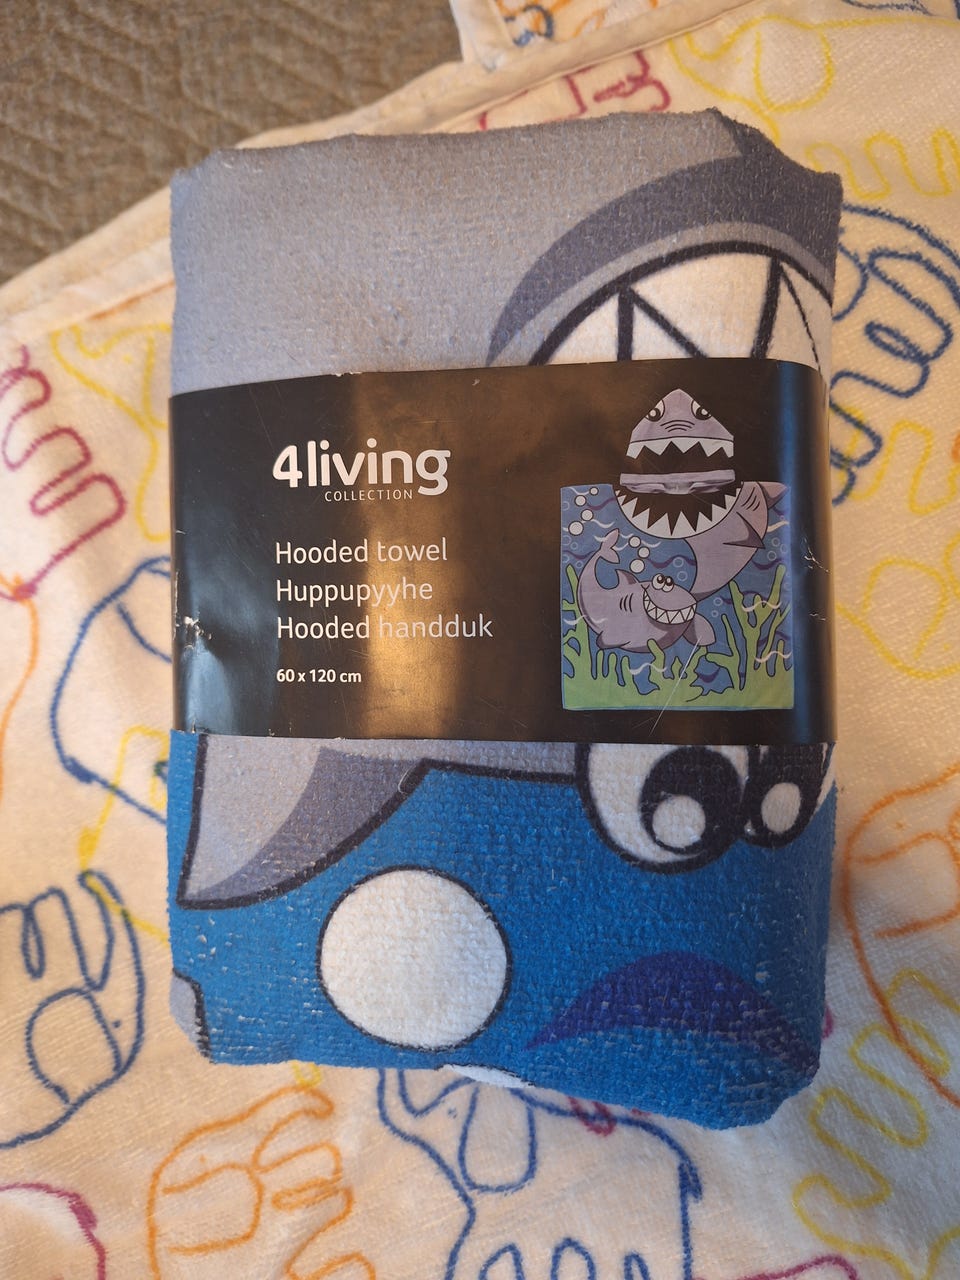 4living
COLLECTION
Hooded towel
Huppupyyhe
Hooded handduk
60 x 120 cm